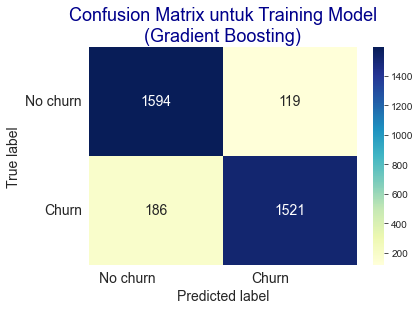 Confusion Matrix untuk Training Model
(Gradient Boosting)
True label
No churn
1594
119
Churn
186
1521
No churn
Churn
Predicted label
1400
1200
1000
800
600
400
200